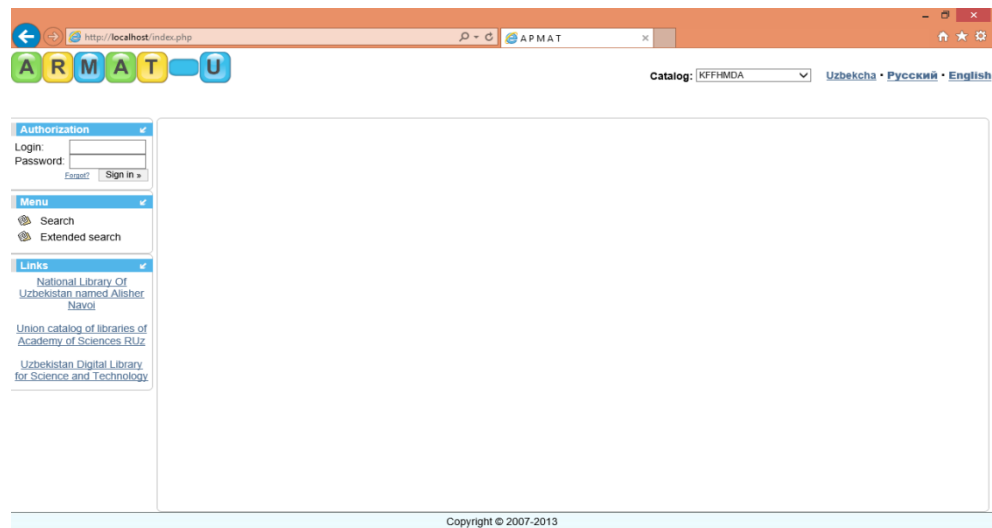 http://localhost/index.php
А Р М А Т
ARMAT-U
Catalog: KFFHMDA
Uzbekcha • Русский • English
Authorization
Login:
Password:
Forgot? Sign in »
Menu
Search
Extended search
Links
National Library Of
Uzbekistan named Alisher
Navoi
Union catalog of libraries of
Academy of Sciences RUz
Uzbekistan Digital Library
for Science and Technology
Copyright © 2007-2013